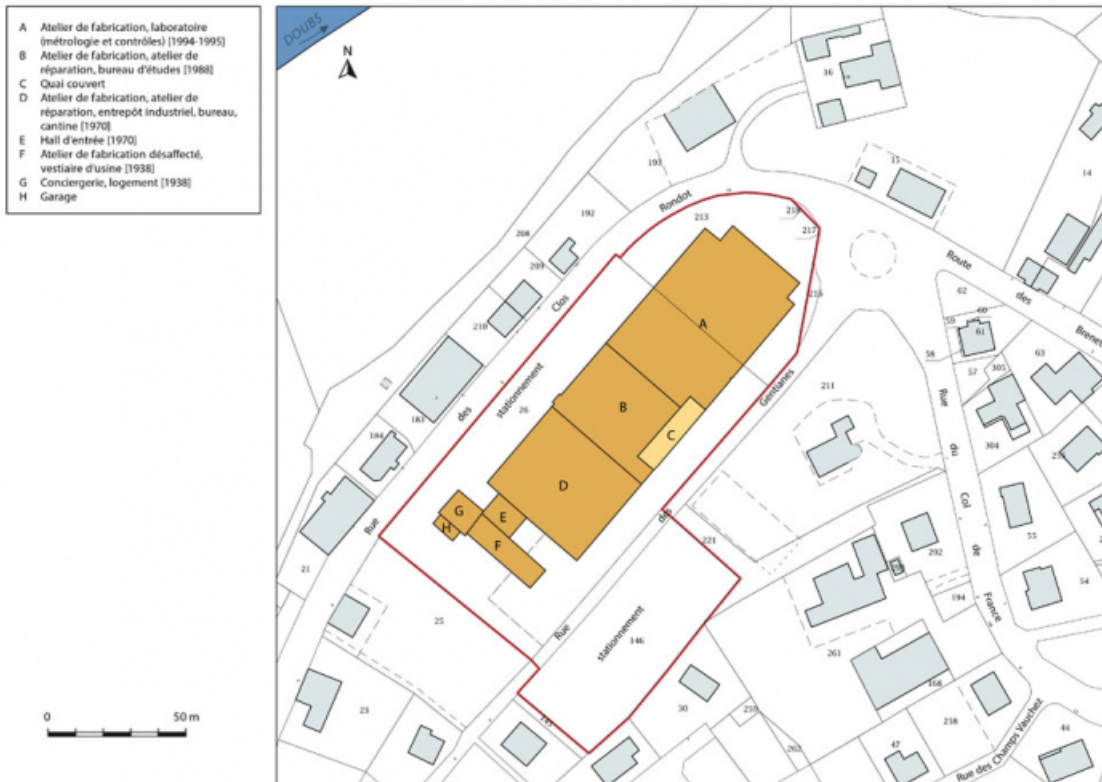 A Atelier de fabrication, laboratoire
(métrologie et contrôles) [1994-1995]
B Atelier de fabrication, atelier de
réparation, bureau d'études [1988]
C Quai couvert
D Atelier de fabrication, atelier de
réparation, entrepôt industriel, bureau,
cantine [1970]
E Hall d'entrée [1970]
F Atelier de fabrication désaffecté,
vestiaire d'usine [1938]
G Conciergerie, logement [1938]
H Garage
DOUBS
N
16
193
15
14
Rondot
213
218
217
192
208
209
Clos
210
216
Route
des
Brenet
62
60
59
61
58
57
305
63
304
211
A
B
C
D
E
F
G
H
stationnement
26
des
183
184
Rue
21
Gentianes
des
Rue
221
stationnement
146
25
23
Rue
du
Col
de
France
292
194
53
54
261
168
258
30
259
262
47
44
Rue des Champs Vauchez
0 50 m